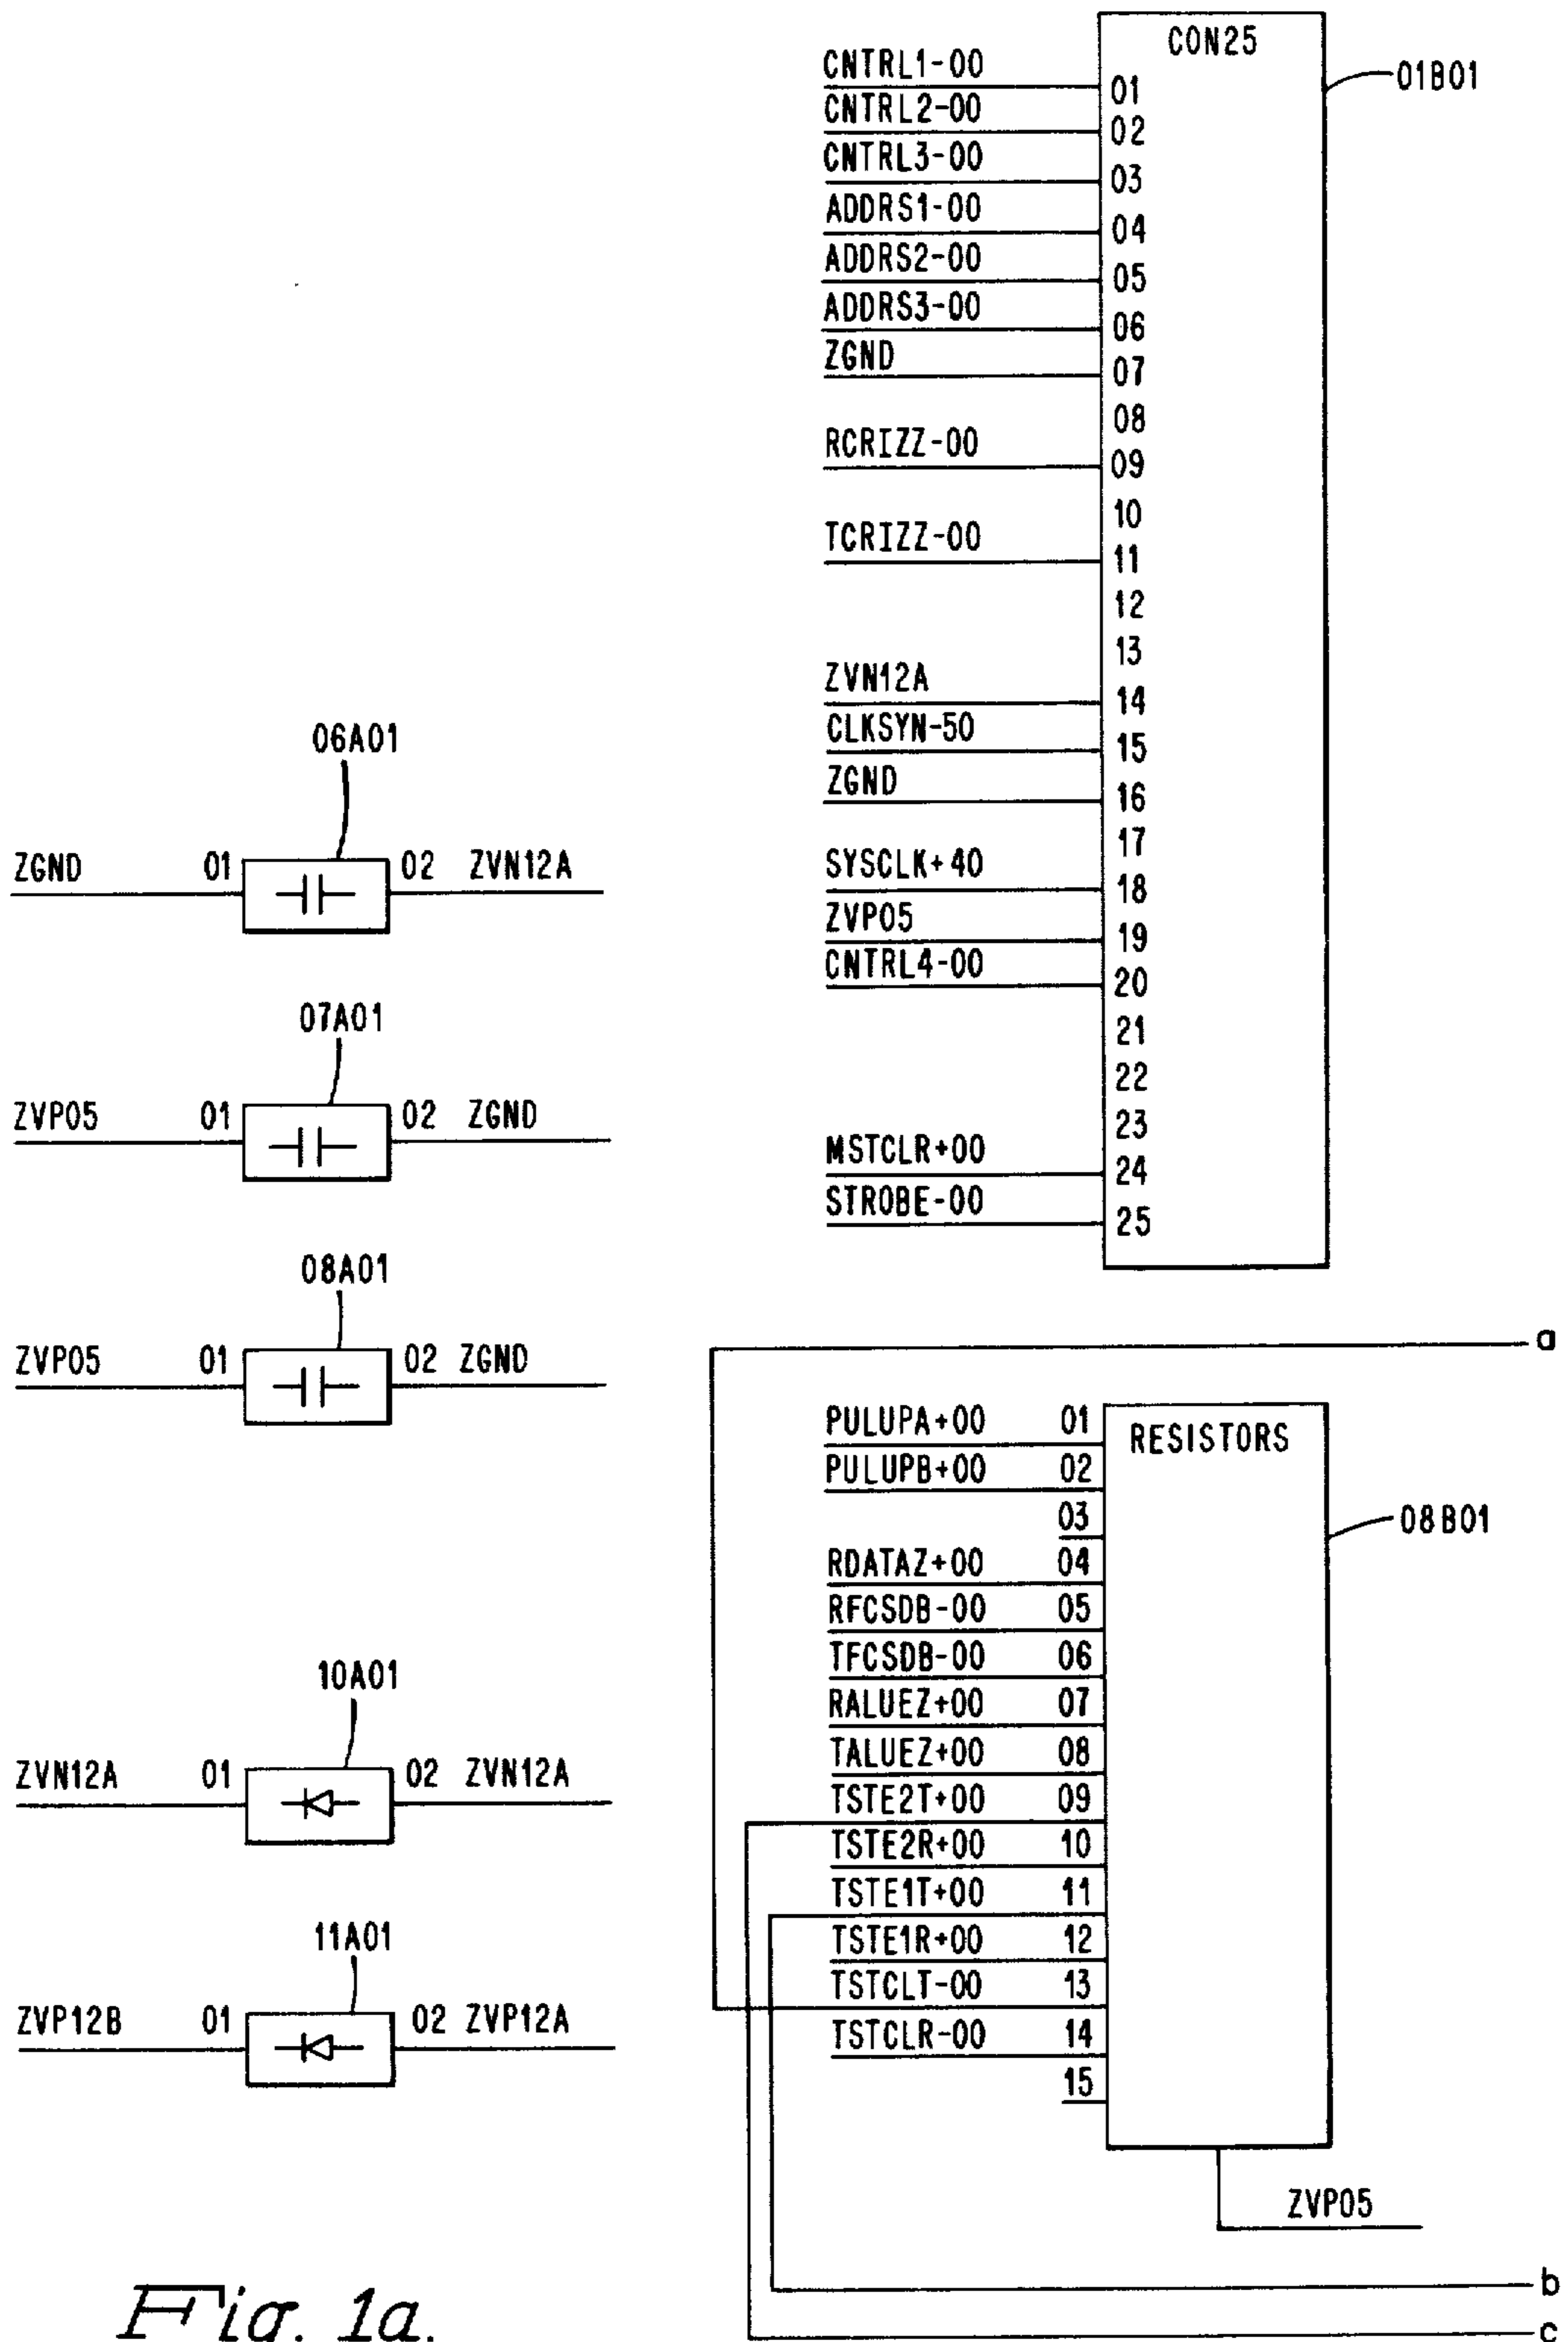 CON25
01B01
CNTRL1-00 01
CNTRL2-00 02
CNTRL3-00 03
ADDRS1-00 04
ADDRS2-00 05
ADDRS3-00 06
ZGND 07
08
RCRIZZ-00 09
10
TCRIZZ-00 11
12
13
ZVN12A 14
CLKSYN-50 15
ZGND 16
17
SYSCLK+40 18
ZVP05 19
CNTRL4-00 20
21
22
23
MSTCLR+00 24
STROBE-00 25
06A01
ZGND 01 02 ZVN12A
07A01
ZVP05 01 02 ZGND
08A01
ZVP05 01 02 ZGND
10A01
ZVN12A 01 02 ZVN12A
11A01
ZVP12B 01 02 ZVP12A
a
RESISTORS
08B01
PULUPA+00 01
PULUPB+00 02
03
RDATAZ+00 04
RFCSDB-00 05
TFCSDB-00 06
RALUEZ+00 07
TALUEZ+00 08
TSTE2T+00 09
TSTE2R+00 10
TSTE1T+00 11
TSTE1R+00 12
TSTCLT-00 13
TSTCLR-00 14
15
ZVP05
b
c
Fig. 1a.